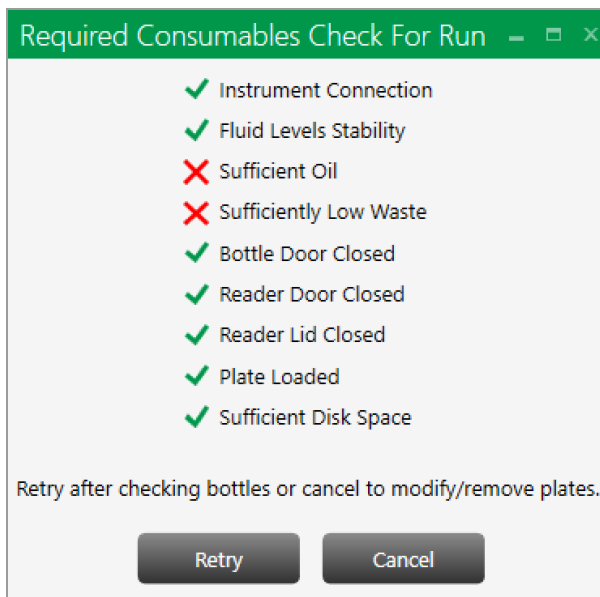 Required Consumables Check For Run
Instrument Connection
Fluid Levels Stability
Sufficient Oil
Sufficiently Low Waste
Bottle Door Closed
Reader Door Closed
Reader Lid Closed
Plate Loaded
Sufficient Disk Space
Retry after checking bottles or cancel to modify/remove plates.
Retry Cancel